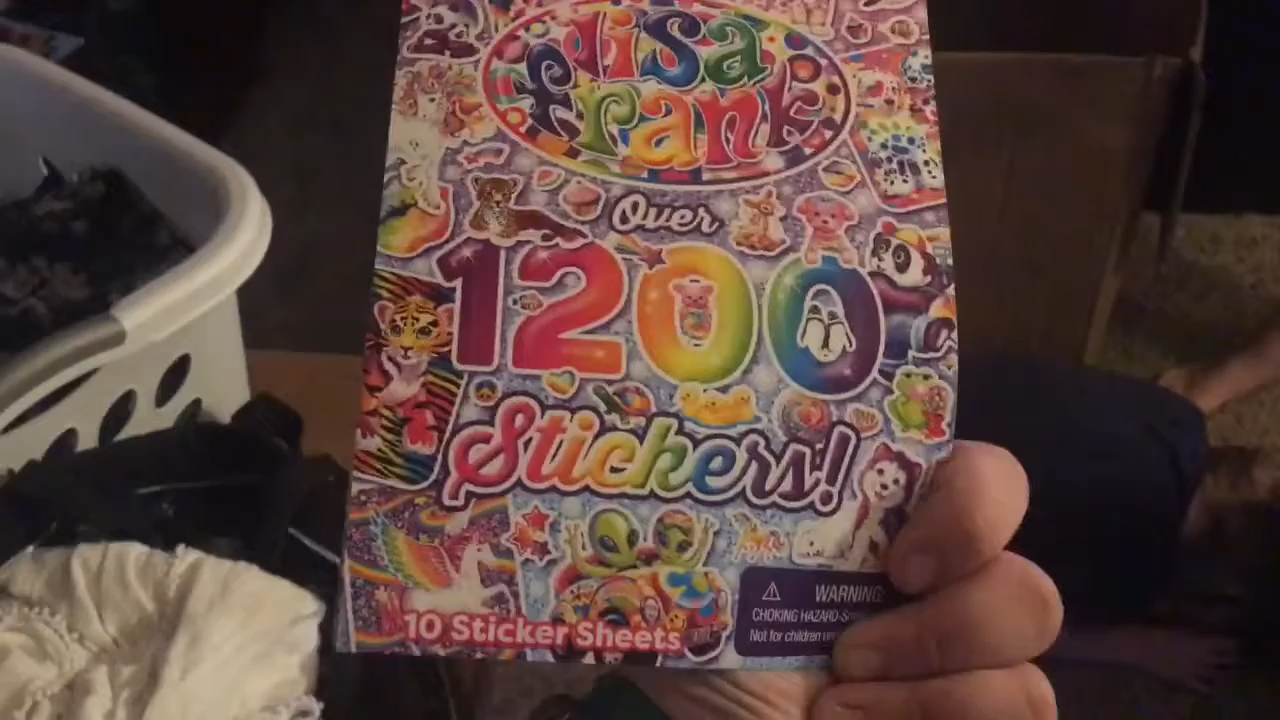 lisa
frank
Over
1200
Stickers!
10 Sticker Sheets
WARNING:
CHOKING HAZARD-
Not for children